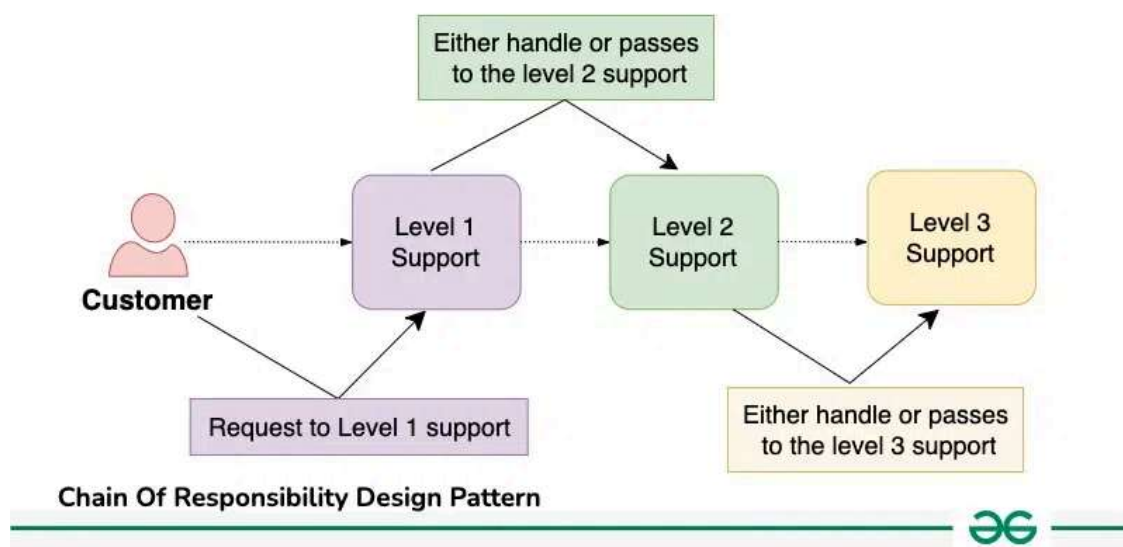 Either handle or passes
to the level 2 support
Level 1
Support
Level 2
Support
Level 3
Support
Customer
Request to Level 1 support
Either handle or passes
to the level 3 support
Chain Of Responsibility Design Pattern